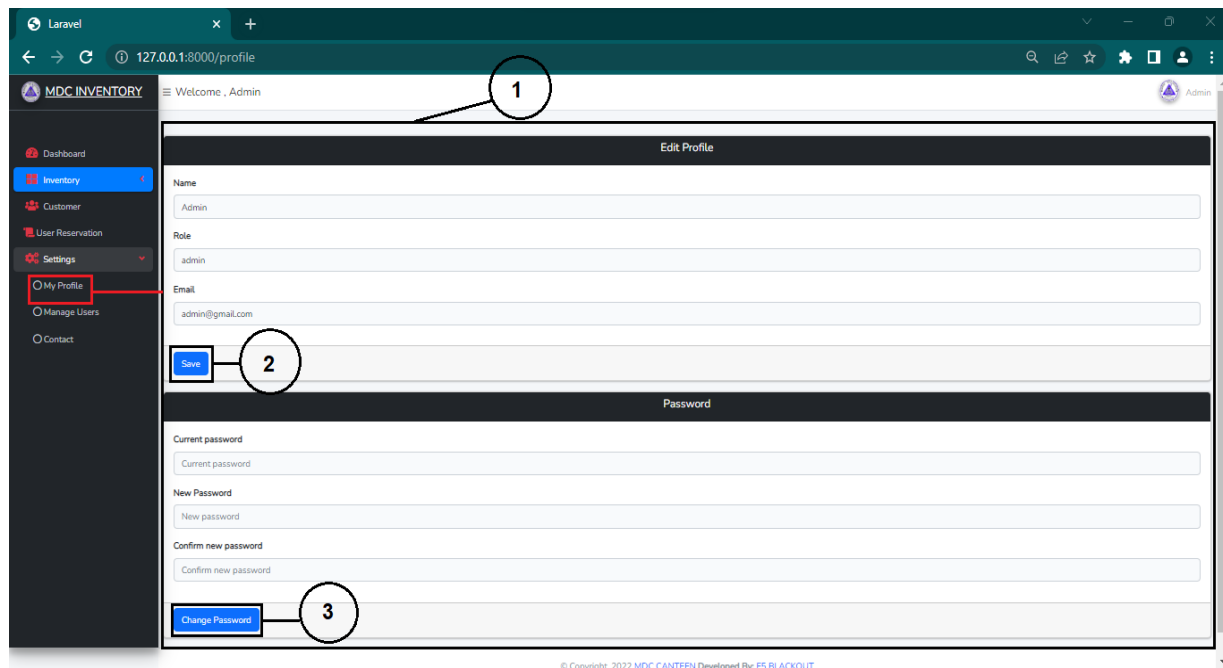 Laravel
127.0.0.1:8000/profile
MDC INVENTORY
Welcome , Admin
Admin
1
Dashboard
Inventory
Customer
User Reservation
Settings
My Profile
Manage Users
Contact
Edit Profile
Name
Admin
Role
admin
Email
admin@gmail.com
Save
2
Password
Current password
Current password
New Password
New password
Confirm new password
Confirm new password
Change Password
3
© Copyright 2022 MDC CANTEEN Developed By: F5 BLACKOUT